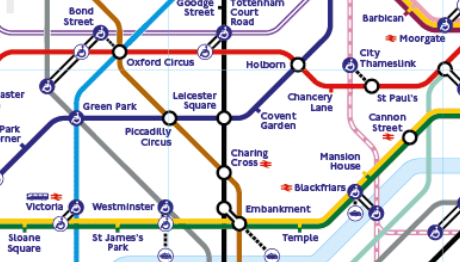 Bond
Street
Goodge
Street
Tottenham
Court
Road
Barbican
Moorgate
Oxford Circus
Holborn
City
Thameslink
Chancery
Lane
St Paul's
aster
Green Park
Leicester
Square
Covent
Garden
Cannon
Street
Park
orner
Piccadilly
Circus
Charing
Cross
Mansion
House
Blackfriars
Victoria
Westminster
Embankment
Sloane
Square
St James's
Park
Temple